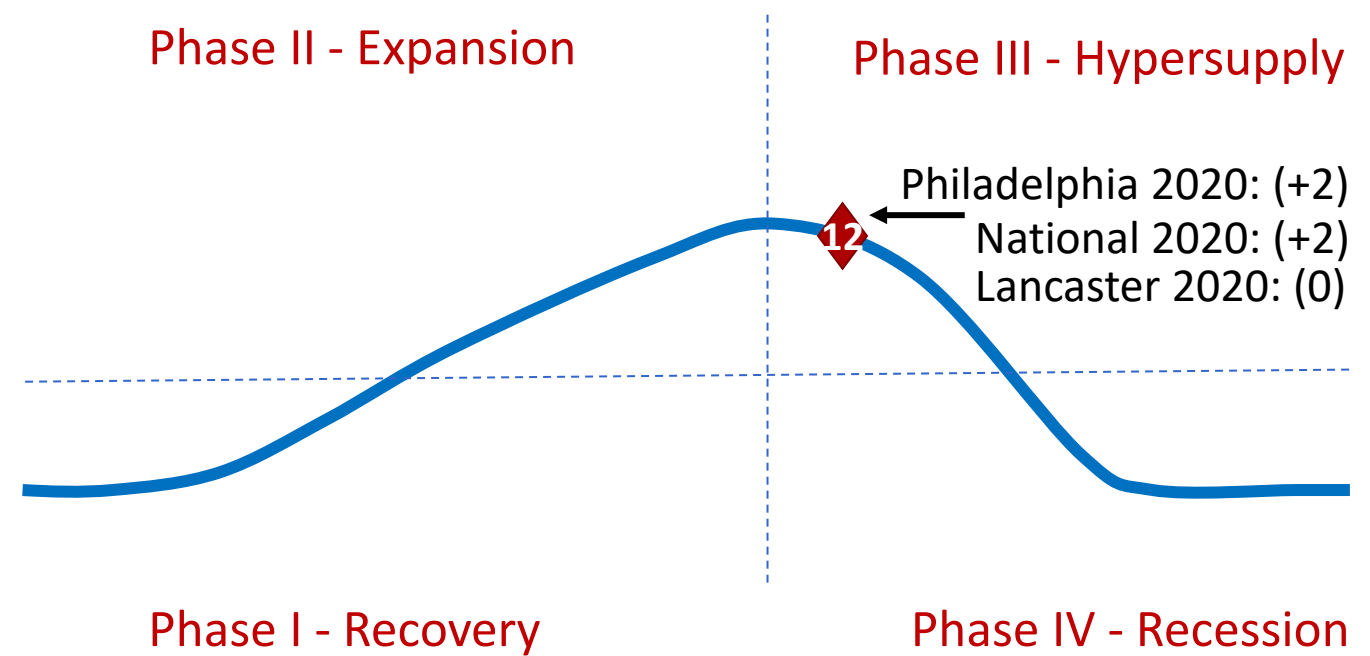 Phase II - Expansion
Phase III - Hypersupply
Philadelphia 2020: (+2)
12
National 2020: (+2)
Lancaster 2020: (0)
Phase I - Recovery
Phase IV - Recession